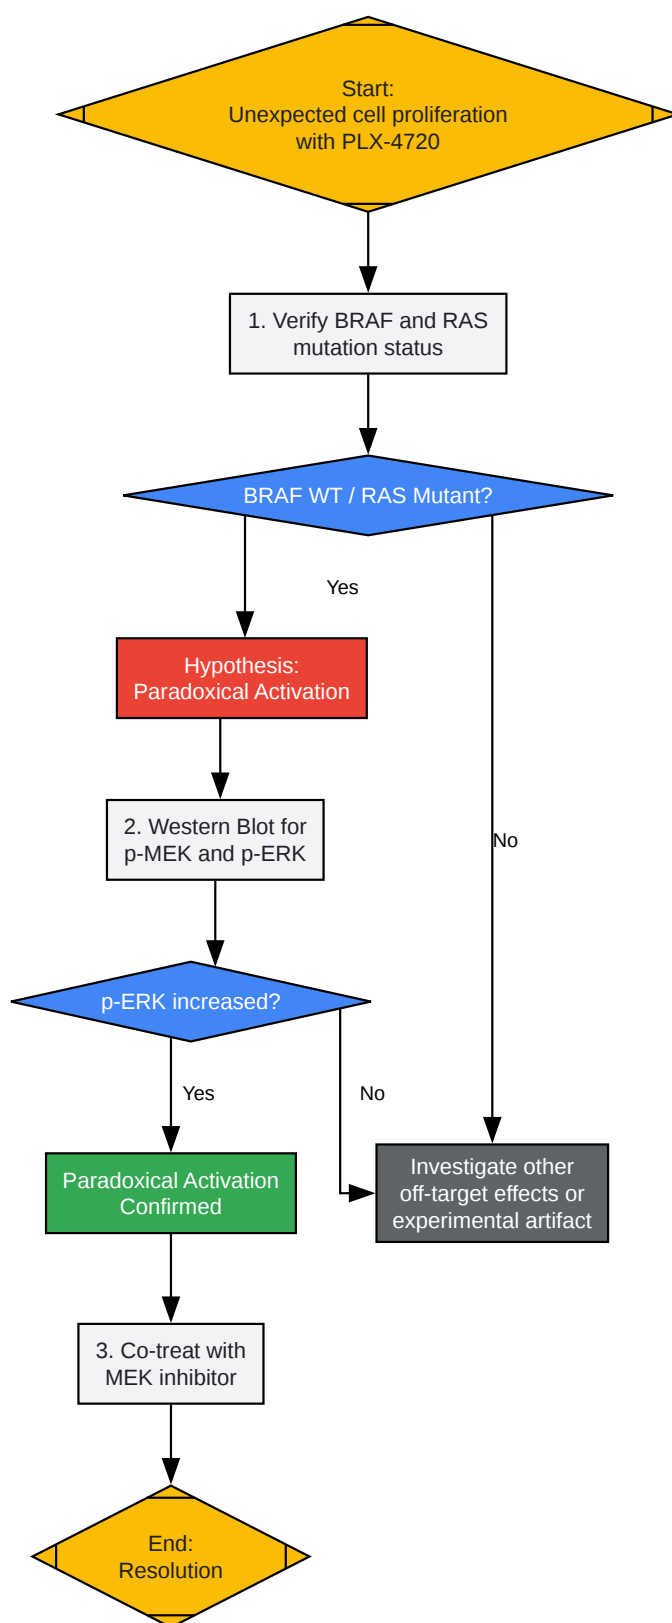 Start:
Unexpected cell proliferation
with PLX-4720
1. Verify BRAF and RAS
mutation status
BRAF WT / RAS Mutant?
Yes
Hypothesis:
Paradoxical Activation
2. Western Blot for
p-MEK and p-ERK
No
p-ERK increased?
Yes
No
Paradoxical Activation
Confirmed
Investigate other
off-target effects or
experimental artifact
3. Co-treat with
MEK inhibitor
End:
Resolution